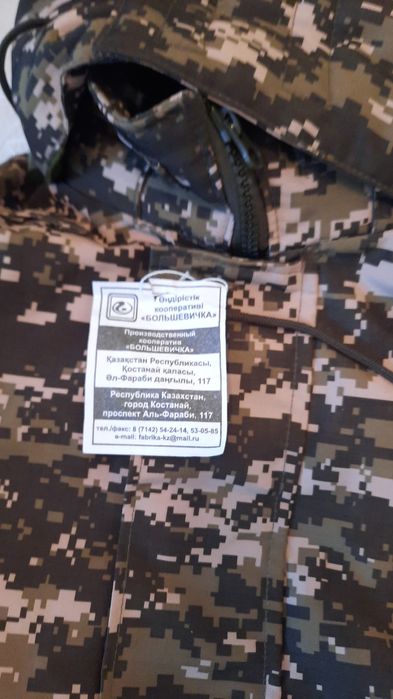 Өндірістік
кооперативі
«БОЛЬШЕВИЧКА»
Производственный
кооператив
«БОЛЬШЕВИЧКА»
Қазақстан Республикасы,
Қостанай қаласы,
Әл-Фараби даңғылы, 117
Республика Казахстан,
город Костанай,
проспект Аль-Фараби, 117
тел./факс: 8 (7142) 54-24-14, 53-05-85
e-mail: fabrika-kz@mail.ru